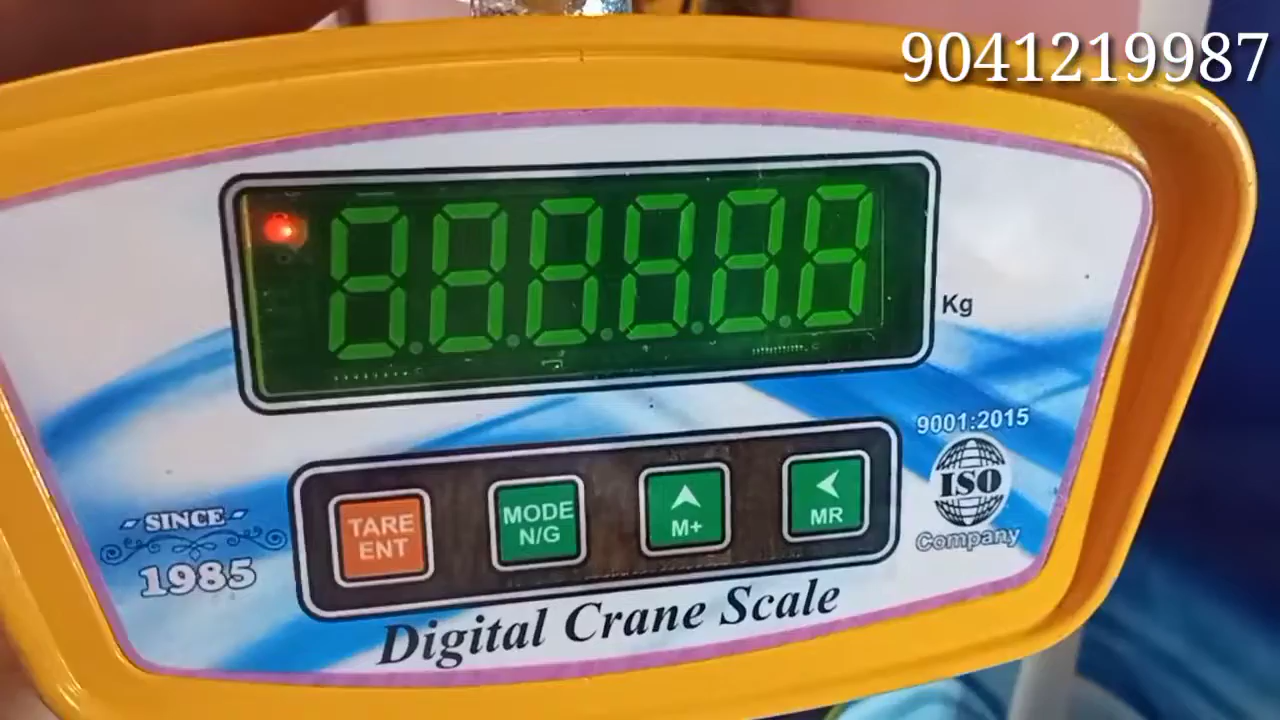 9041219987
888888
Kg
9001:2015
ISO
Company
TARE
ENT
MODE
N/G
M+
MR
SINCE
1985
Digital Crane Scale